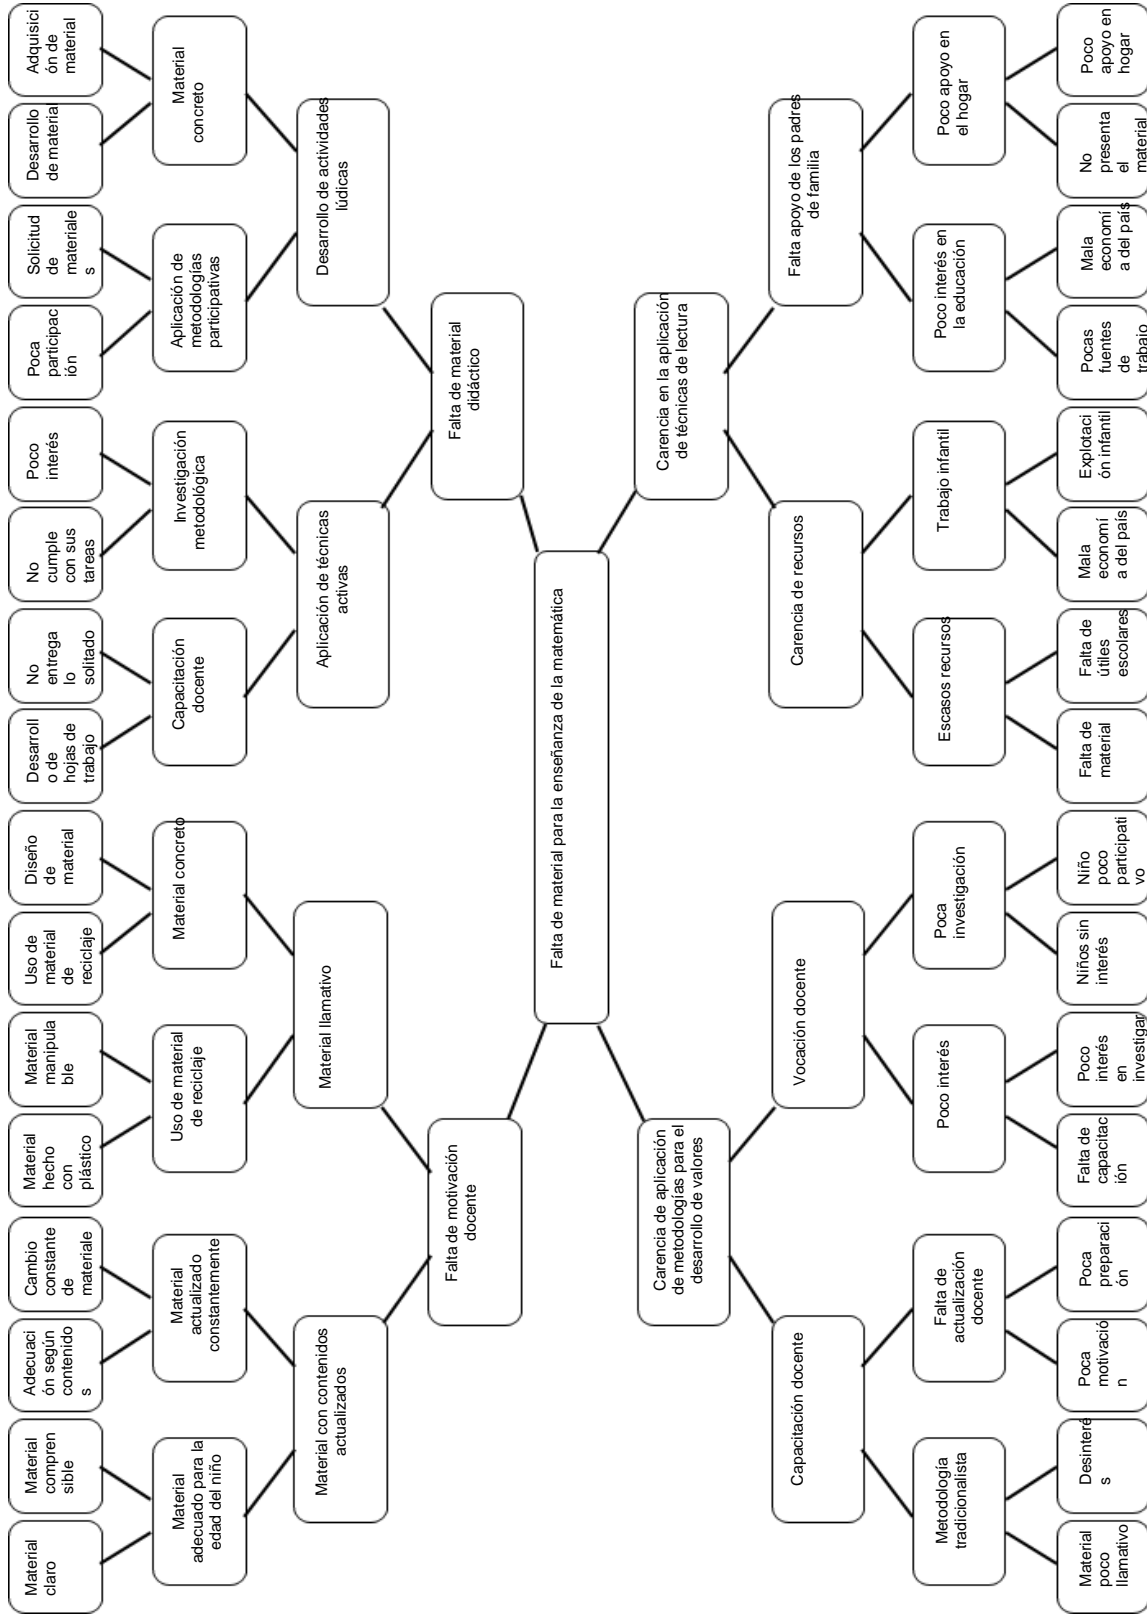 Material
claro
Material
compren
sible
Adecuaci
ón según
contenido
s
Cambio
constante
de
materiale
Material
hecho
con
plástico
Material
manipula
ble
Uso de
material
de
reciclaje
Diseño
de
material
Desarroll
o de
hojas de
trabajo
No
entrega
lo
solitado
No
cumple
con sus
tareas
Poco
interés
Poca
participac
ión
Solicitud
de
materiale
s
Desarrollo
de material
Adquisici
ón de
material
Material
adecuado para la
edad del niño
Material
actualizado
constantemente
Uso de material
de reciclaje
Material concreto
Capacitación
docente
Investigación
metodológica
Aplicación de
metodologías
participativas
Material
concreto
Material con contenidos
actualizados
Material llamativo
Aplicación de técnicas
activas
Desarrollo de actividades
lúdicas
Falta de motivación
docente
Falta de material
didáctico
Falta de material para la enseñanza de la matemática
Carencia de aplicación
de metodologías para el
desarrollo de valores
Carencia en la aplicación
de técnicas de lectura
Capacitación docente
Vocación docente
Carencia de recursos
Falta apoyo de los padres
de familia
Metodología
tradicionalista
Falta de
actualización
docente
Poco interés
Poca
investigación
Escasos recursos
Trabajo infantil
Poco interés en
la educación
Poco apoyo en
el hogar
Material
poco
llamativo
Desinteré
s
Poca
motivació
n
Poca
preparaci
ón
Falta de
capacitac
ión
Poco
interés
en
investigar
Niños sin
interés
Niño
poco
participati
vo
Falta de
material
Falta de
útiles
escolares
Mala
economí
a del país
Explotaci
ón infantil
Pocas
fuentes
de
trabajo
Mala
economí
a del país
No
presenta
el
material
Poco
apoyo en
hogar